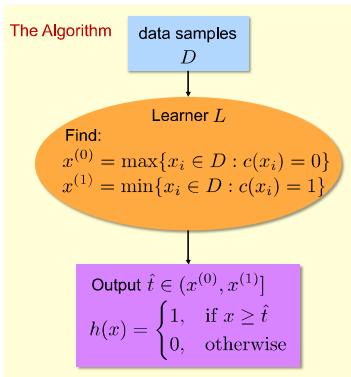 The Algorithm
data samples
D
Learner L
Find:
x^{(0)} = max{x_i ∈ D : c(x_i) = 0}
x^{(1)} = min{x_i ∈ D : c(x_i) = 1}
Output t̂ ∈ (x^{(0)}, x^{(1)}]
h(x) = { 1, if x ≥ t̂
0, otherwise